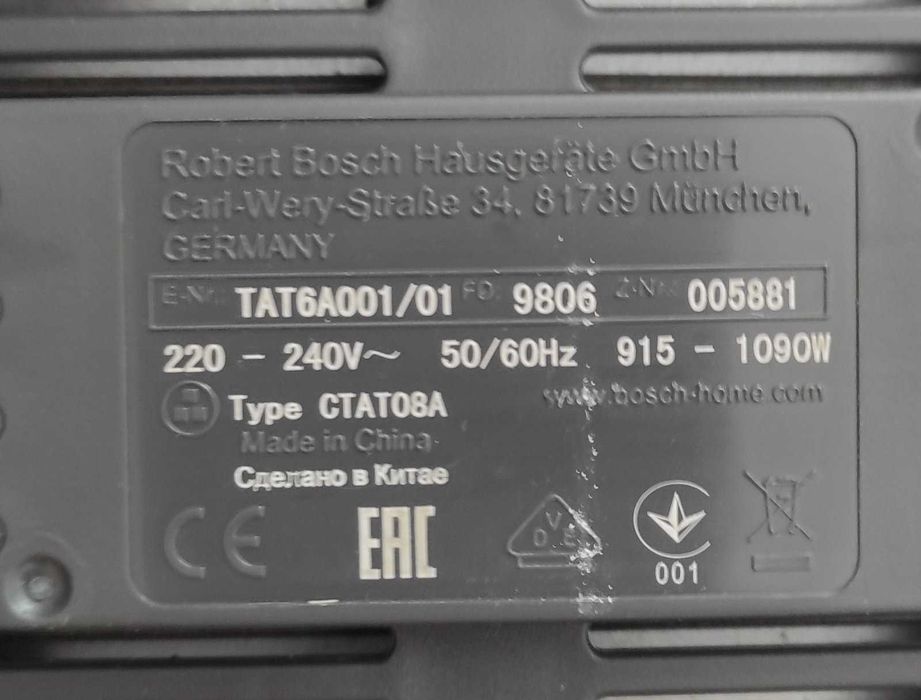 Robert Bosch Hausgeräte GmbH
Carl-Wery-Straße 34, 81739 München,
GERMANY
E-Nr.: TAT6A001/01 FD: 9806 Z-Nr.: 005881
220 - 240V~ 50/60Hz 915 - 1090W
www.bosch-home.com
Type CTAT08A
Made in China
Сделано в Китае
CE EAC VDE
001